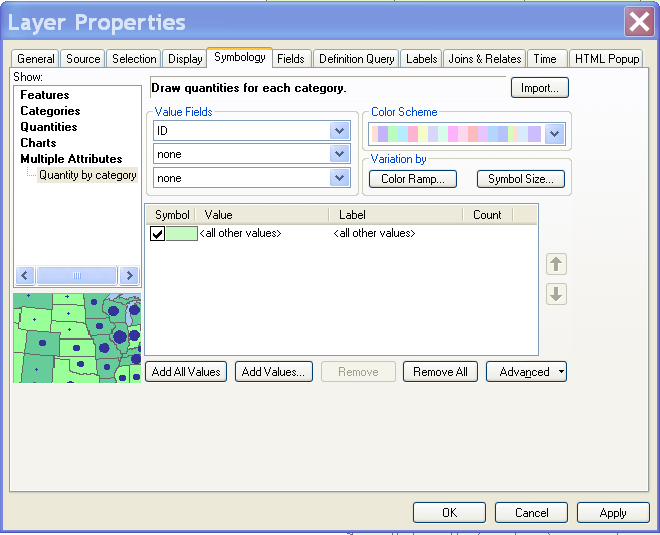 Layer Properties
General Source Selection Display Symbology Fields Definition Query Labels Joins & Relates Time HTML Popup
Show:
Features
Categories
Quantities
Charts
Multiple Attributes
Quantity by category
Draw quantities for each category.
Import...
Value Fields
ID
none
none
Color Scheme
Variation by
Color Ramp...
Symbol Size...
Symbol Value Label Count
<all other values> <all other values>
Add All Values Add Values... Remove Remove All Advanced
OK Cancel Apply